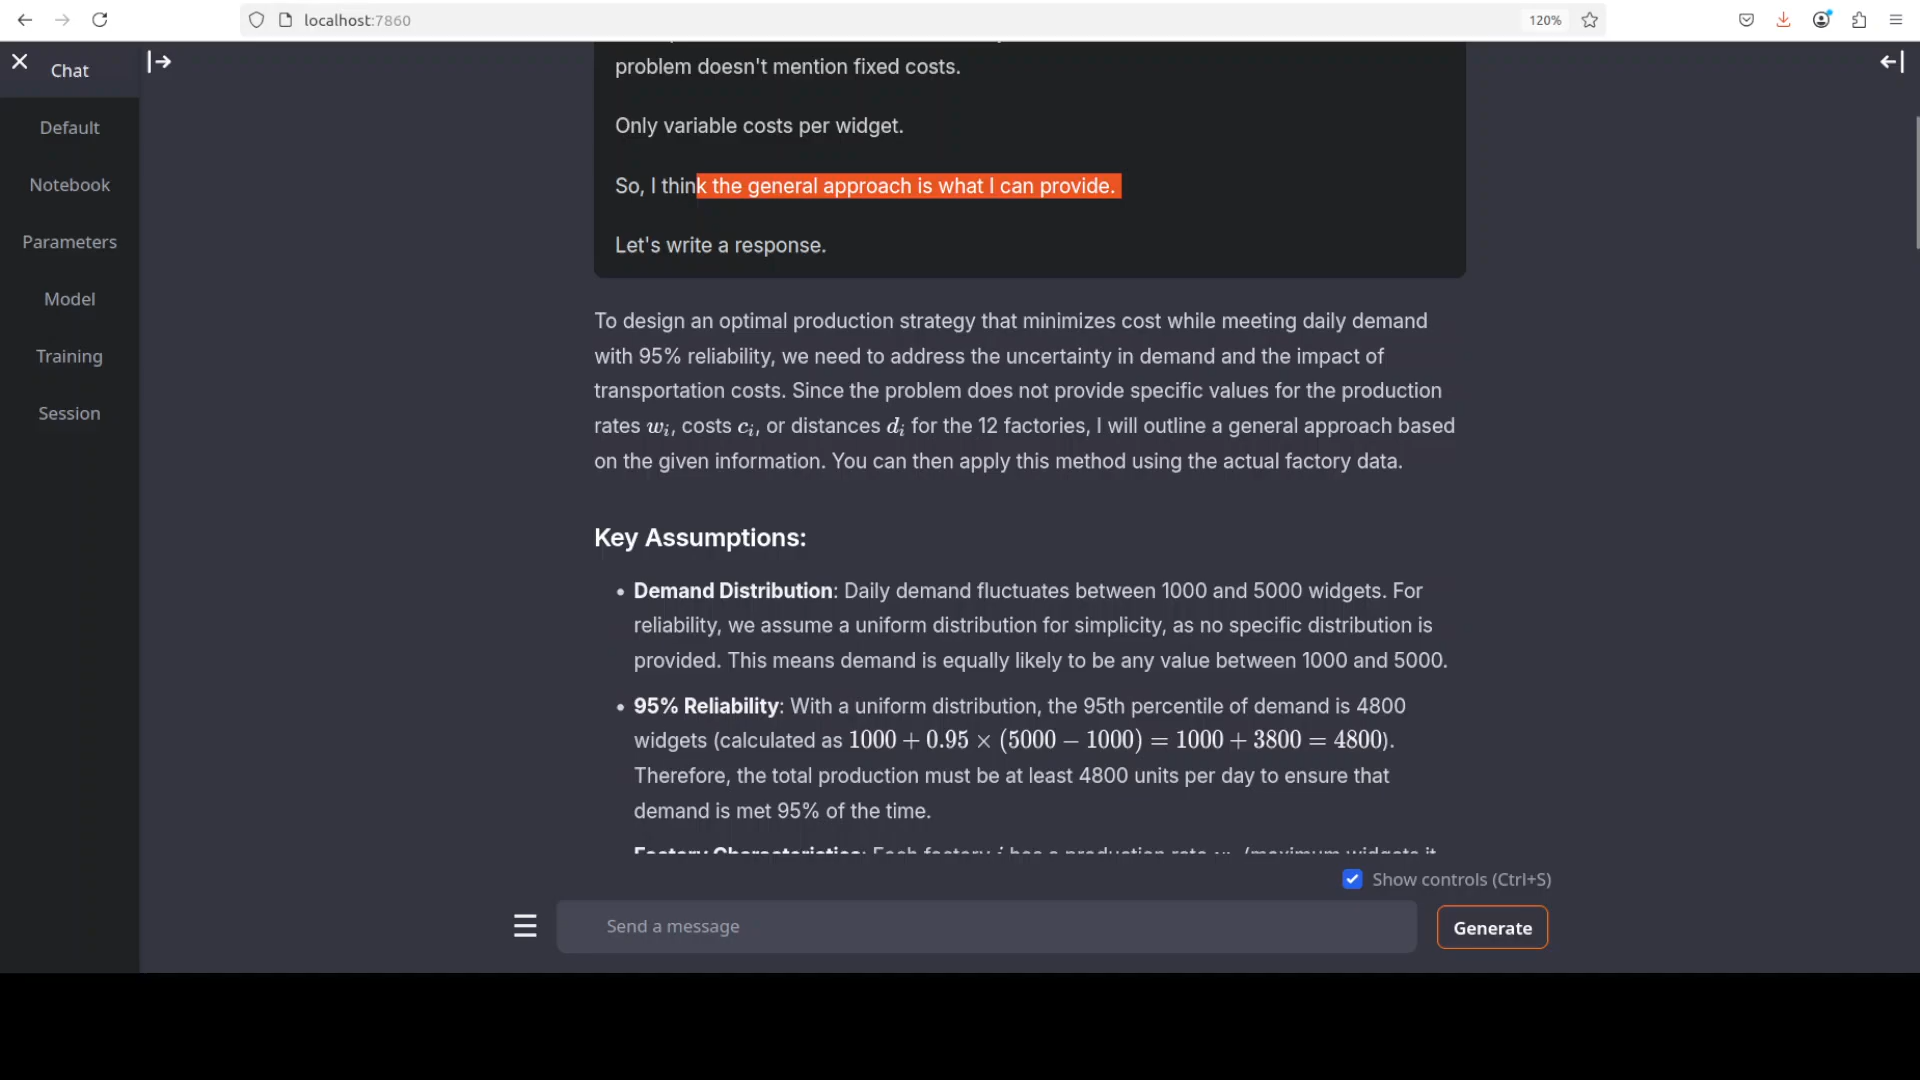 localhost:7860
120%
Chat
Default
Notebook
Parameters
Model
Training
Session
problem doesn't mention fixed costs.
Only variable costs per widget.
So, I think the general approach is what I can provide.
Let's write a response.
To design an optimal production strategy that minimizes cost while meeting daily demand
with 95% reliability, we need to address the uncertainty in demand and the impact of
transportation costs. Since the problem does not provide specific values for the production
rates wᵢ, costs cᵢ, or distances dᵢ for the 12 factories, I will outline a general approach based
on the given information. You can then apply this method using the actual factory data.
Key Assumptions:
• Demand Distribution: Daily demand fluctuates between 1000 and 5000 widgets. For
reliability, we assume a uniform distribution for simplicity, as no specific distribution is
provided. This means demand is equally likely to be any value between 1000 and 5000.
• 95% Reliability: With a uniform distribution, the 95th percentile of demand is 4800
widgets (calculated as 1000 + 0.95 × (5000 − 1000) = 1000 + 3800 = 4800).
Therefore, the total production must be at least 4800 units per day to ensure that
demand is met 95% of the time.
Factory Characteristics: Each factory i has a production rate (maximum widgets it
Show controls (Ctrl+S)
Send a message
Generate